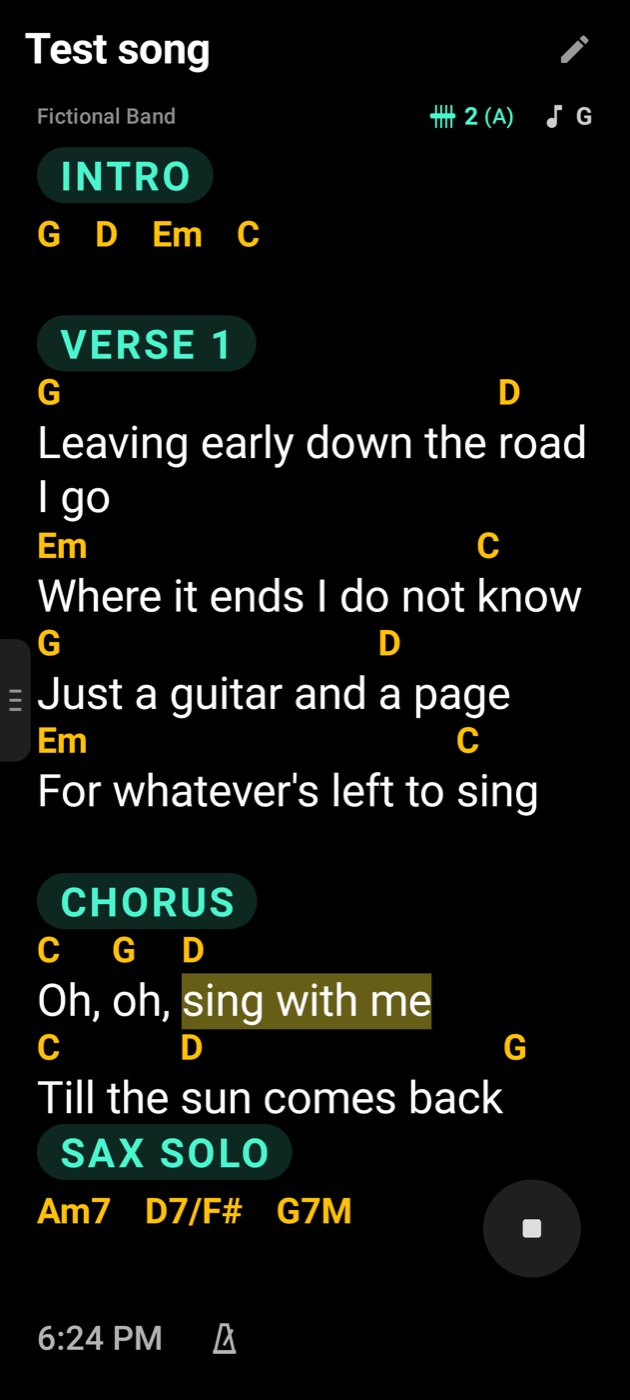 Test song
Fictional Band 2 (A) G
INTRO
G D Em C
VERSE 1
G D
Leaving early down the road
I go
Em C
Where it ends I do not know
G D
Just a guitar and a page
Em C
For whatever's left to sing
CHORUS
C G D
Oh, oh, sing with me
C D G
Till the sun comes back
SAX SOLO
Am7 D7/F# G7M
6:24 PM